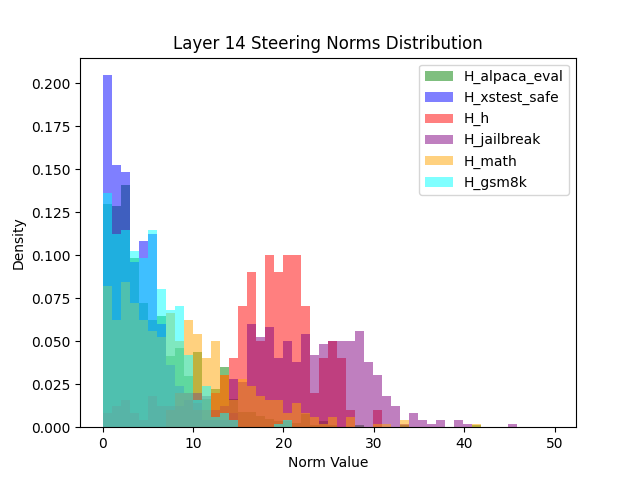 Layer 14 Steering Norms Distribution
H_alpaca_eval
H_xstest_safe
H_h
H_jailbreak
H_math
H_gsm8k
0.200
0.175
0.150
0.125
0.100
0.075
0.050
0.025
0.000
Density
0 10 20 30 40 50
Norm Value